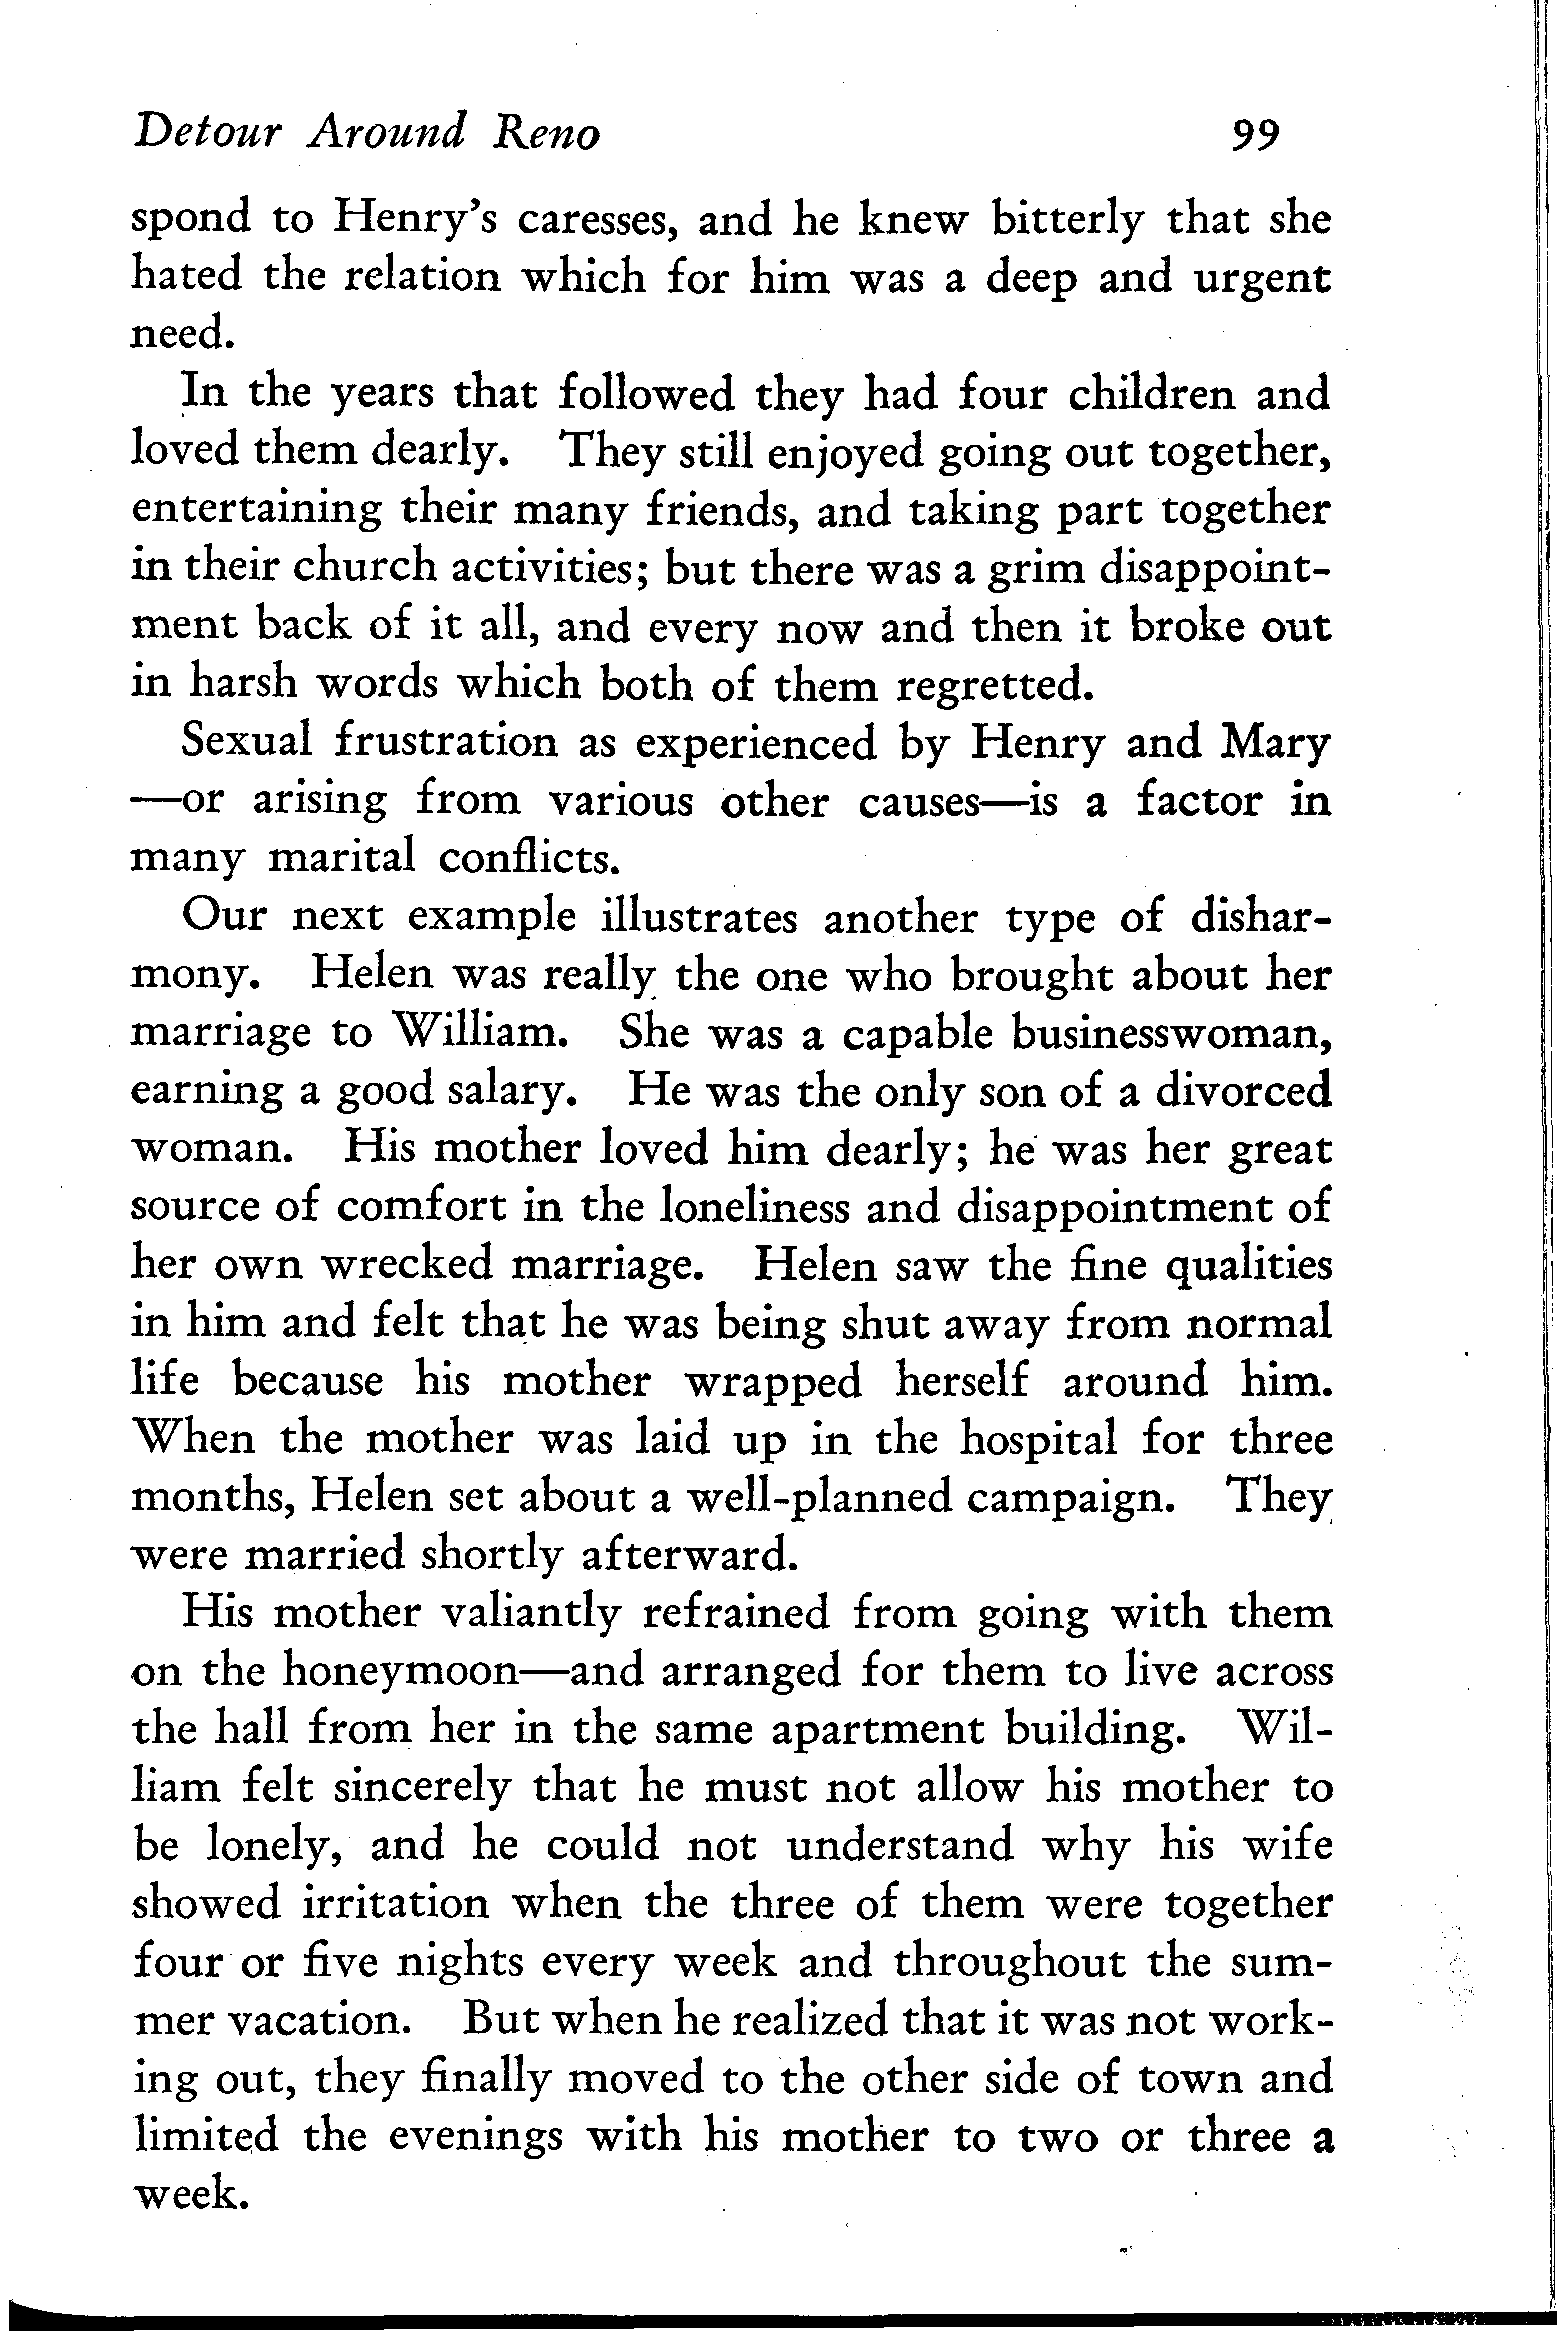 Detour Around Reno 99
spond to Henry's caresses, and he knew bitterly that she
hated the relation which for him was a deep and urgent
need.
In the years that followed they had four children and
loved them dearly. They still enjoyed going out together,
entertaining their many friends, and taking part together
in their church activities; but there was a grim disappoint-
ment back of it all, and every now and then it broke out
in harsh words which both of them regretted.
Sexual frustration as experienced by Henry and Mary
—or arising from various other causes—is a factor in
many marital conflicts.
Our next example illustrates another type of dishar-
mony. Helen was really the one who brought about her
marriage to William. She was a capable businesswoman,
earning a good salary. He was the only son of a divorced
woman. His mother loved him dearly; he was her great
source of comfort in the loneliness and disappointment of
her own wrecked marriage. Helen saw the fine qualities
in him and felt that he was being shut away from normal
life because his mother wrapped herself around him.
When the mother was laid up in the hospital for three
months, Helen set about a well-planned campaign. They
were married shortly afterward.
His mother valiantly refrained from going with them
on the honeymoon—and arranged for them to live across
the hall from her in the same apartment building. Wil-
liam felt sincerely that he must not allow his mother to
be lonely, and he could not understand why his wife
showed irritation when the three of them were together
four or five nights every week and throughout the sum-
mer vacation. But when he realized that it was not work-
ing out, they finally moved to the other side of town and
limited the evenings with his mother to two or three a
week.